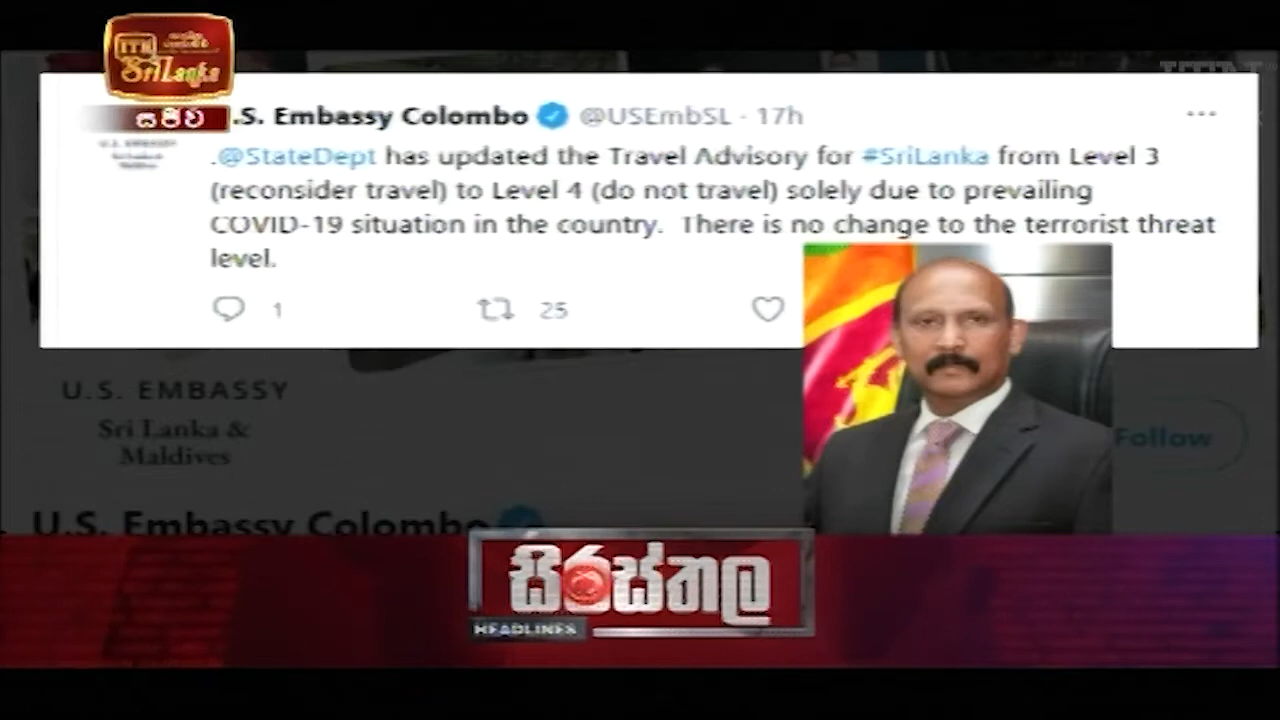 ITN
Sri Lanka
සජීව
.S. Embassy Colombo @USEmbSL · 17h
.@StateDept has updated the Travel Advisory for #SriLanka from Level 3
(reconsider travel) to Level 4 (do not travel) solely due to prevailing
COVID-19 situation in the country. There is no change to the terrorist threat
level.
1 25
U.S. EMBASSY
Sri Lanka &
Maldives
Follow
U.S. Embassy Colombo
සිරස්තල
HEADLINES